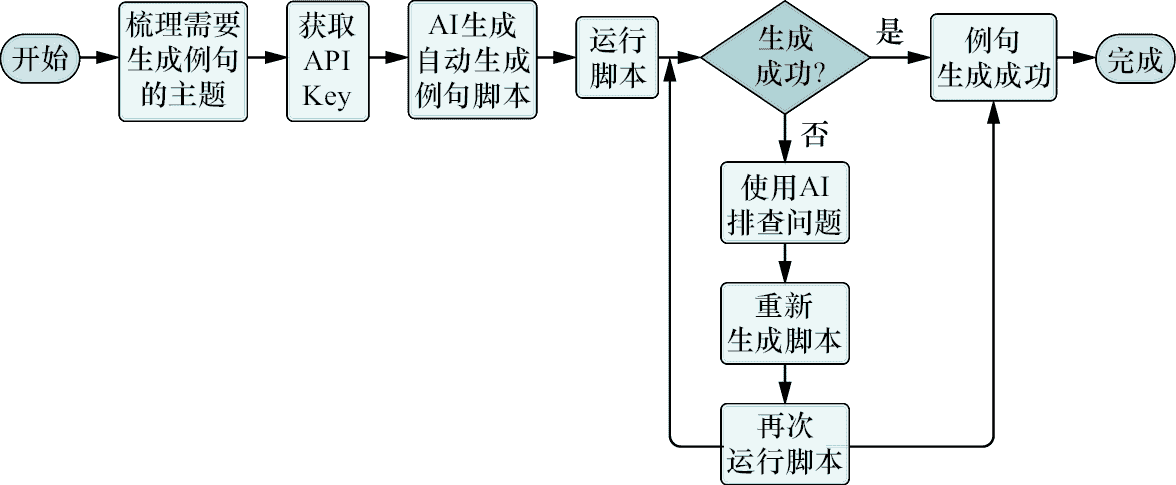 开始
梳理需要
生成例句
的主题
获取
API
Key
AI生成
自动生成
例句脚本
运行
脚本
生成
成功?
是
例句
生成成功
完成
否
使用AI
排查问题
重新
生成脚本
再次
运行脚本